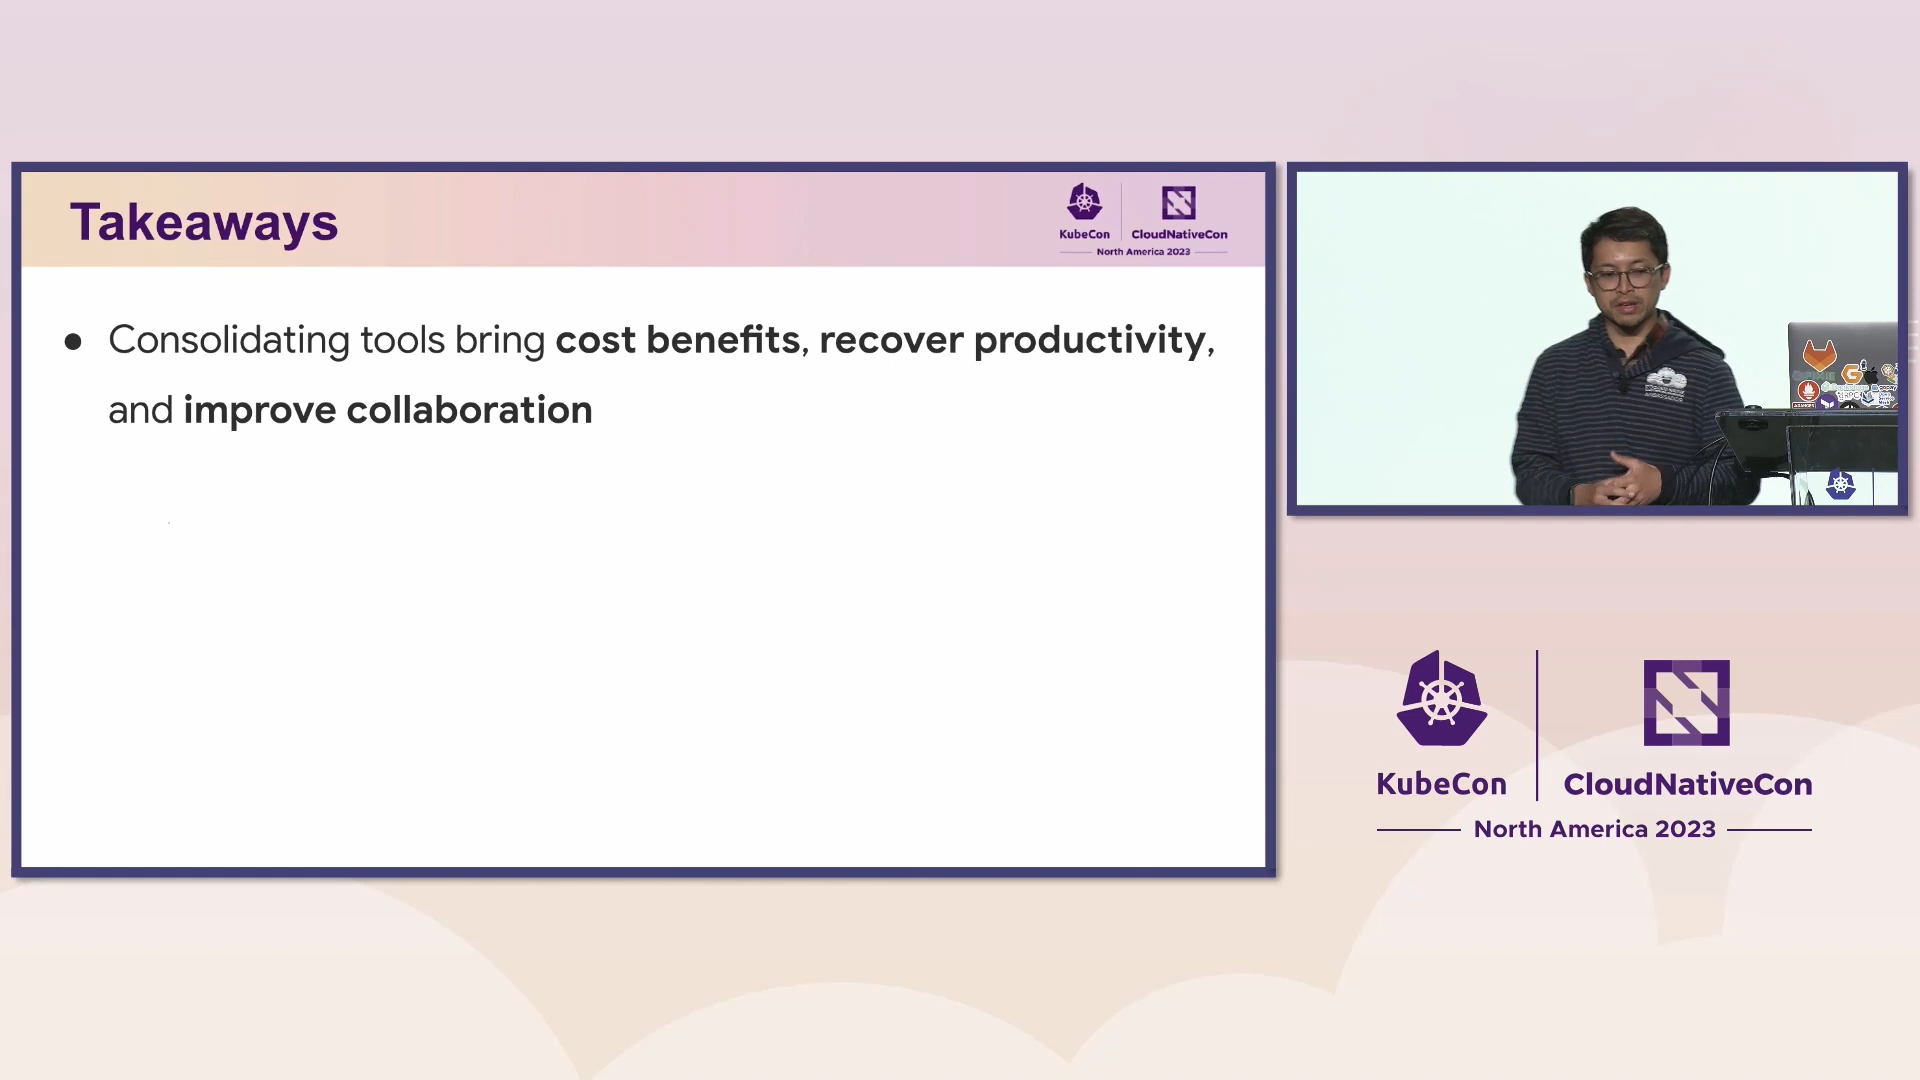 Takeaways
KubeCon
CloudNativeCon
North America 2023
● Consolidating tools bring cost benefits, recover productivity,
and improve collaboration
KubeCon
CloudNativeCon
North America 2023